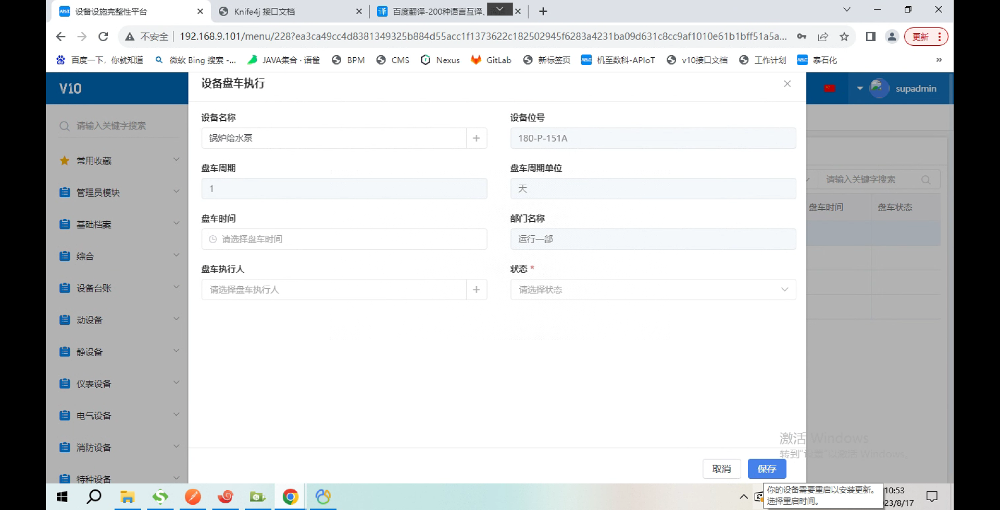 设备设施完整性平台
Knife4j 接口文档
百度翻译-200种语言互译、
不安全
192.168.9.101/menu/228?ea3ca49cc4d8381349325b884d55acc1f1373622c182502945f6283a4231ba09d631c8cc9af1010e61b1bff51a5a...
更新
百度一下，你就知道
微软 Bing 搜索 -...
JAVA集合 · 语雀
BPM
CMS
Nexus
GitLab
新标签页
机至数科-APIoT
v10接口文档
工作计划
泰石化
V10
设备盘车执行
supadmin
请输入关键字搜索
常用收藏
管理员模块
基础档案
综合
设备台账
动设备
静设备
仪表设备
电气设备
消防设备
特种设备
设备名称
锅炉给水泵
设备位号
180-P-151A
盘车周期
1
盘车周期单位
天
盘车时间
请选择盘车时间
部门名称
运行一部
盘车执行人
请选择盘车执行人
状态 *
请选择状态
请输入关键字搜索
盘车时间
盘车状态
激活 Windows
转到"设置"以激活 Windows。
取消
保存
你的设备需要重启以安装更新。
选择重启时间。
10:53
23/8/17